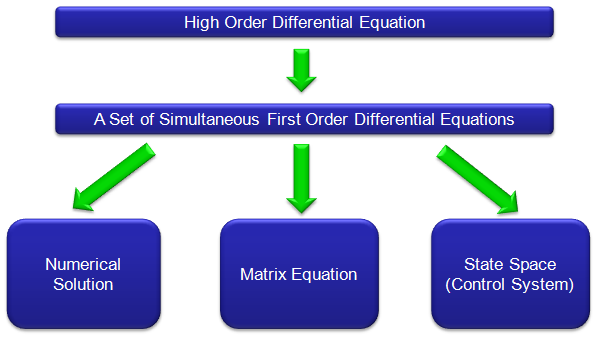 High Order Differential Equation
A Set of Simultaneous First Order Differential Equations
Numerical
Solution
Matrix Equation
State Space
(Control System)